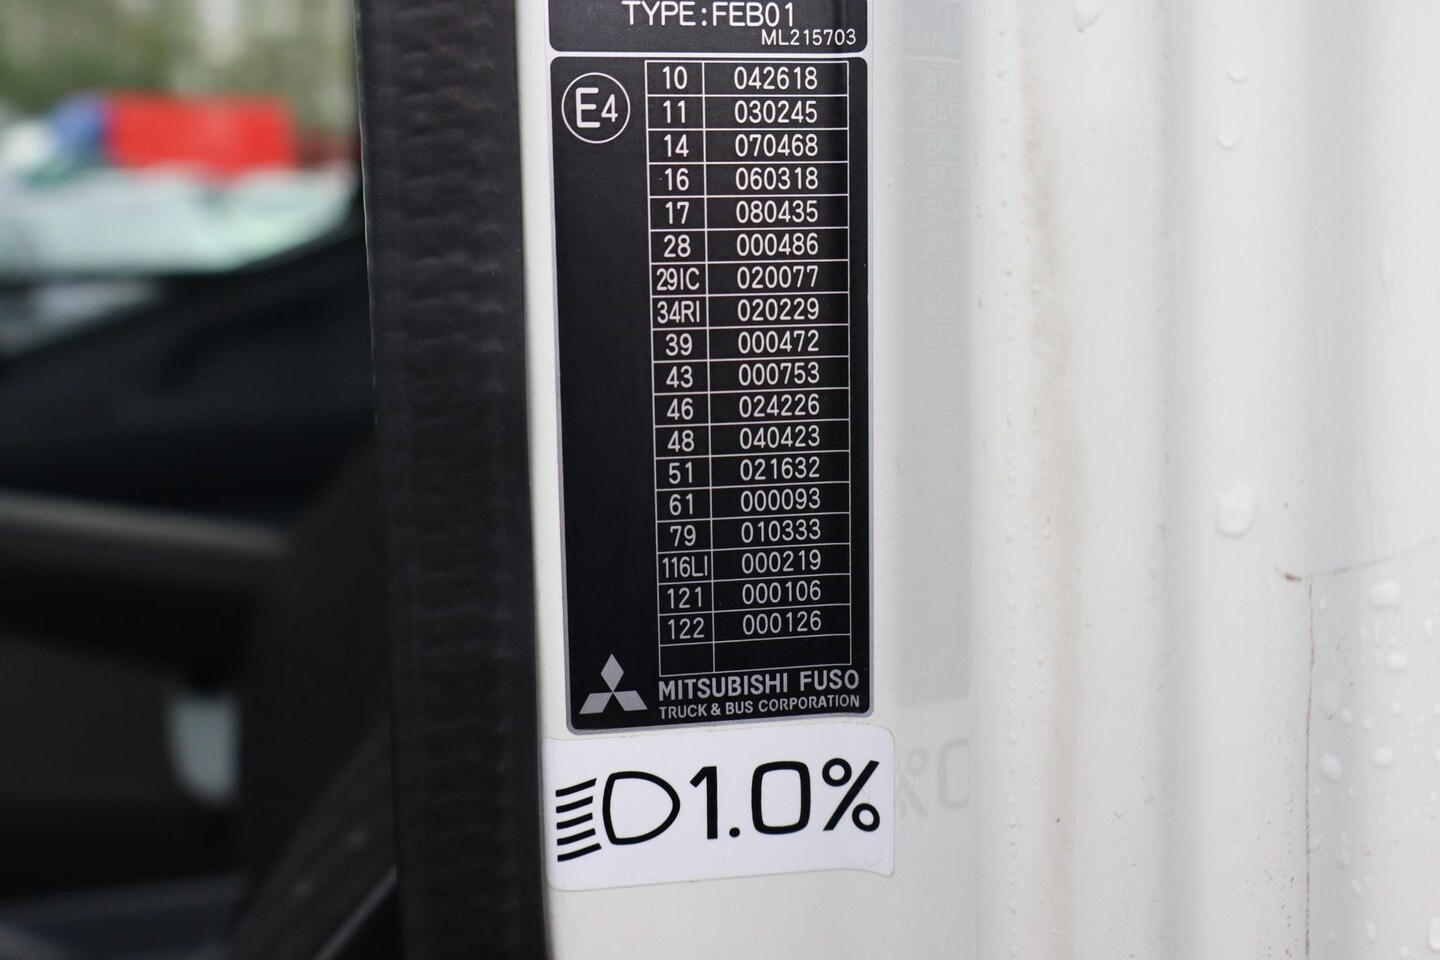 TYPE:FEB01
ML215703
E4
10 042618
11 030245
14 070468
16 060318
17 080435
28 000486
29IC 020077
34RI 020229
39 000472
43 000753
46 024226
48 040423
51 021632
61 000093
79 010333
116LI 000219
121 000106
122 000126
MITSUBISHI FUSO
TRUCK & BUS CORPORATION
1.0%